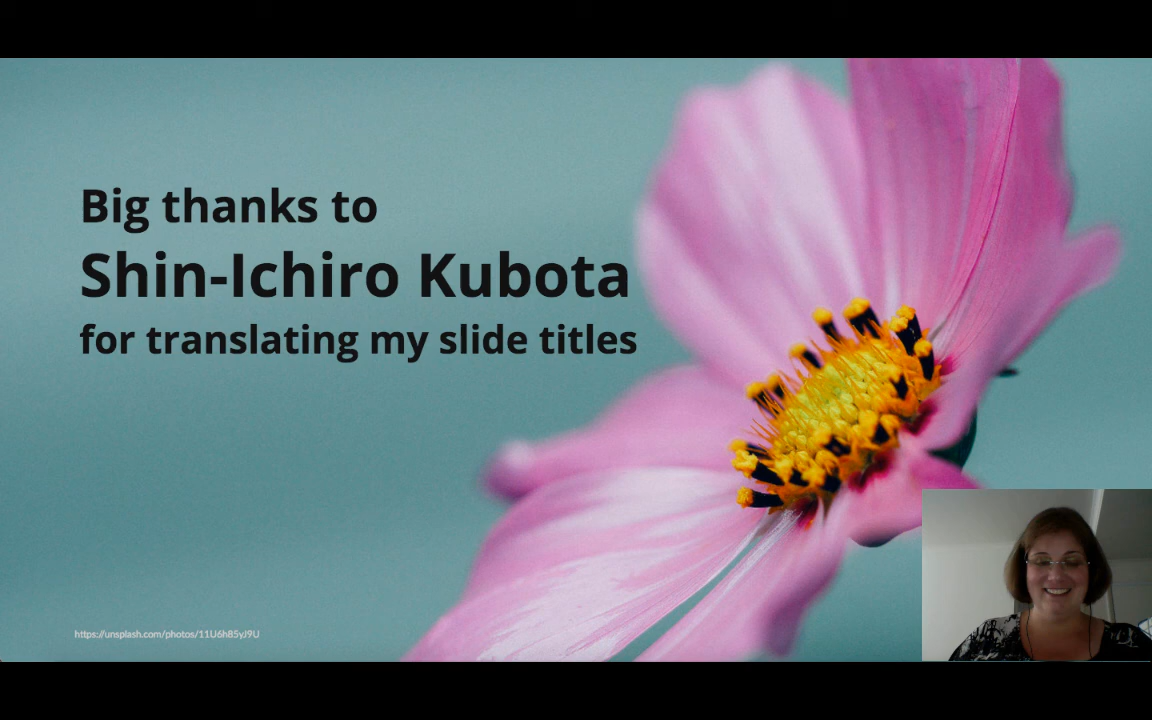 Big thanks to
Shin-Ichiro Kubota
for translating my slide titles
https://unsplash.com/photos/11U6h85yJ9U